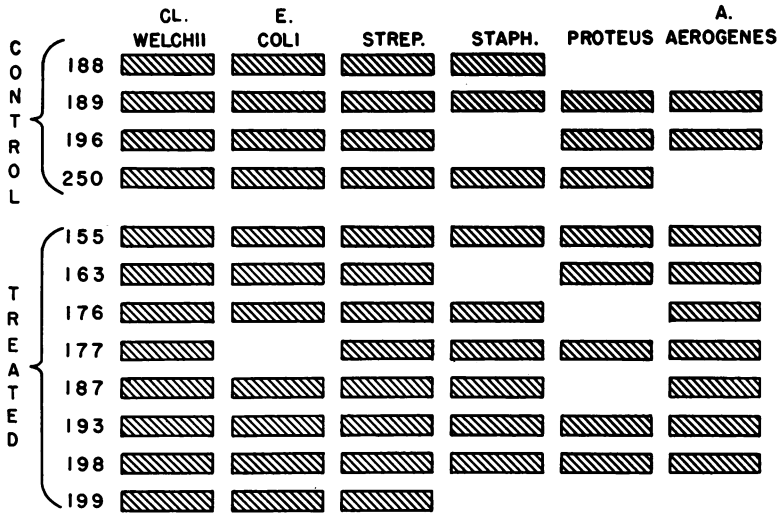 CL. WELCHII
E. COLI
STREP.
STAPH.
PROTEUS
A. AEROGENES
CONTROL
188
189
196
250
TREATED
155
163
176
177
187
193
198
199